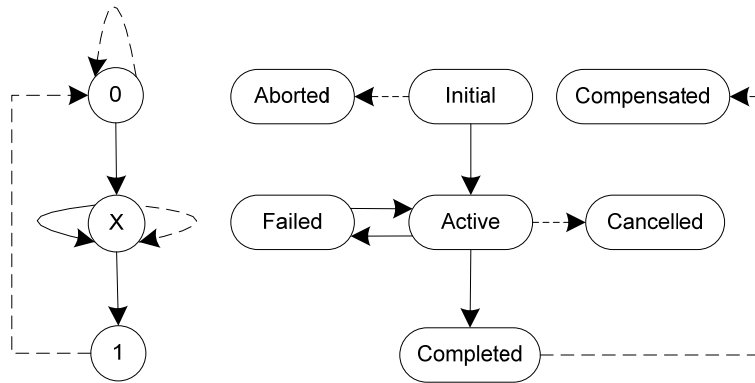 0
Aborted
Initial
Compensated
X
Failed
Active
Cancelled
1
Completed